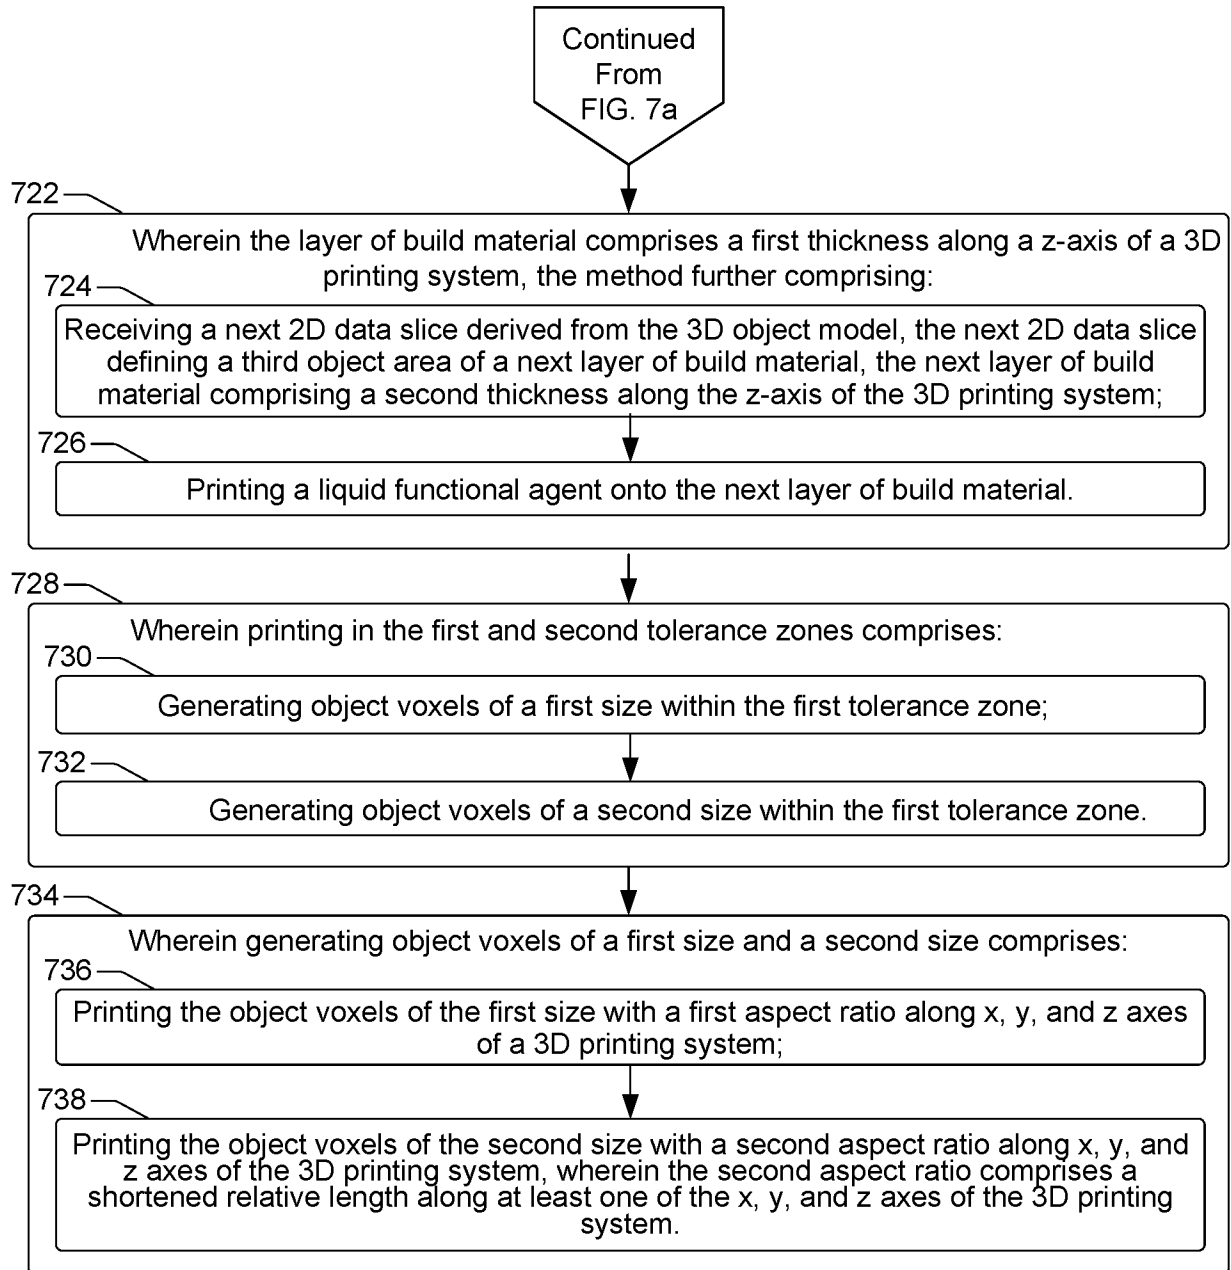 Continued
From
FIG. 7a
722
Wherein the layer of build material comprises a first thickness along a z-axis of a 3D
printing system, the method further comprising:
724
Receiving a next 2D data slice derived from the 3D object model, the next 2D data slice
defining a third object area of a next layer of build material, the next layer of build
material comprising a second thickness along the z-axis of the 3D printing system;
726
Printing a liquid functional agent onto the next layer of build material.
728
Wherein printing in the first and second tolerance zones comprises:
730
Generating object voxels of a first size within the first tolerance zone;
732
Generating object voxels of a second size within the first tolerance zone.
734
Wherein generating object voxels of a first size and a second size comprises:
736
Printing the object voxels of the first size with a first aspect ratio along x, y, and z axes
of a 3D printing system;
738
Printing the object voxels of the second size with a second aspect ratio along x, y, and
z axes of the 3D printing system, wherein the second aspect ratio comprises a
shortened relative length along at least one of the x, y, and z axes of the 3D printing
system.